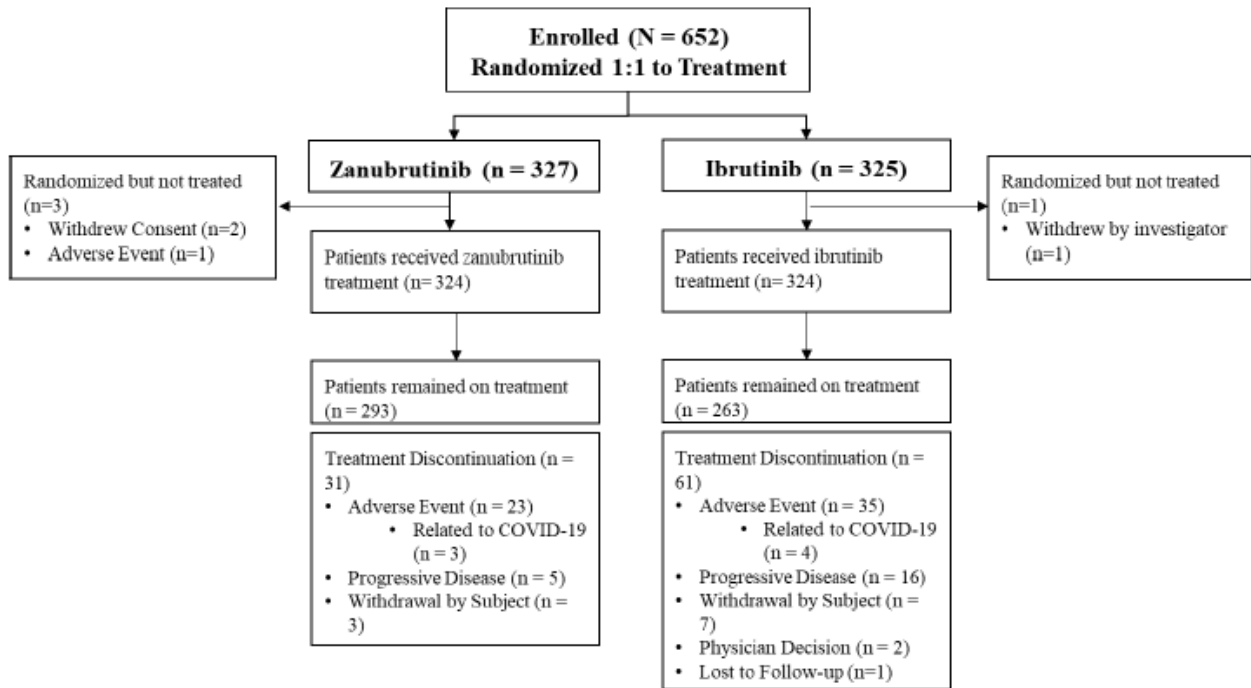 Enrolled (N = 652)
Randomized 1:1 to Treatment
Zanubrutinib (n = 327)
Ibrutinib (n = 325)
Randomized but not treated
(n=3)
• Withdrew Consent (n=2)
• Adverse Event (n=1)
Randomized but not treated
(n=1)
• Withdrew by investigator
(n=1)
Patients received zanubrutinib
treatment (n= 324)
Patients received ibrutinib
treatment (n= 324)
Patients remained on treatment
(n = 293)
Patients remained on treatment
(n = 263)
Treatment Discontinuation (n =
31)
• Adverse Event (n = 23)
• Related to COVID-19
(n = 3)
• Progressive Disease (n = 5)
• Withdrawal by Subject (n =
3)
Treatment Discontinuation (n =
61)
• Adverse Event (n = 35)
• Related to COVID-19
(n = 4)
• Progressive Disease (n = 16)
• Withdrawal by Subject (n =
7)
• Physician Decision (n = 2)
• Lost to Follow-up (n=1)